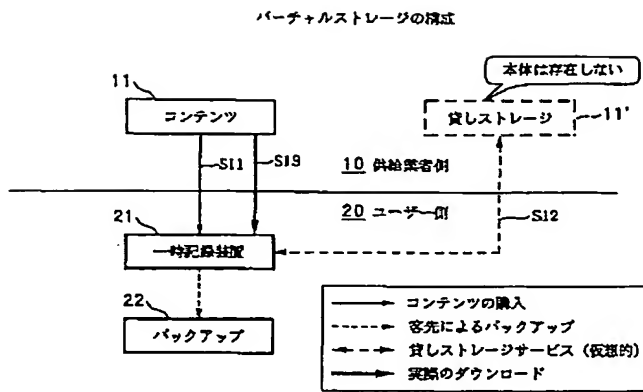 バーチャルストレージの構成
本体は存在しない
11
コンテンツ
貸しストレージ
11'
S11
S19
10 供給業者側
20 ユーザー側
S12
21
一時記録装置
22
バックアップ
コンテンツの購入
客先によるバックアップ
貸しストレージサービス (仮想的)
実際のダウンロード